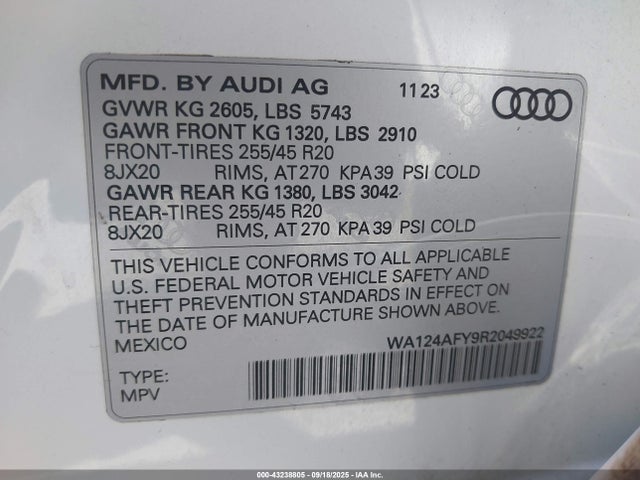 MFD. BY AUDI AG 11 23
GVWR KG 2605, LBS 5743
GAWR FRONT KG 1320, LBS 2910
FRONT-TIRES 255/45 R20
8JX20 RIMS, AT 270 KPA 39 PSI COLD
GAWR REAR KG 1380, LBS 3042
REAR-TIRES 255/45 R20
8JX20 RIMS, AT 270 KPA 39 PSI COLD
THIS VEHICLE CONFORMS TO ALL APPLICABLE
U.S. FEDERAL MOTOR VEHICLE SAFETY AND
THEFT PREVENTION STANDARDS IN EFFECT ON
THE DATE OF MANUFACTURE SHOWN ABOVE.
MEXICO WA124AFY9R2049922
TYPE:
MPV
000-43238805 - 09/18/2025 - IAA Inc.